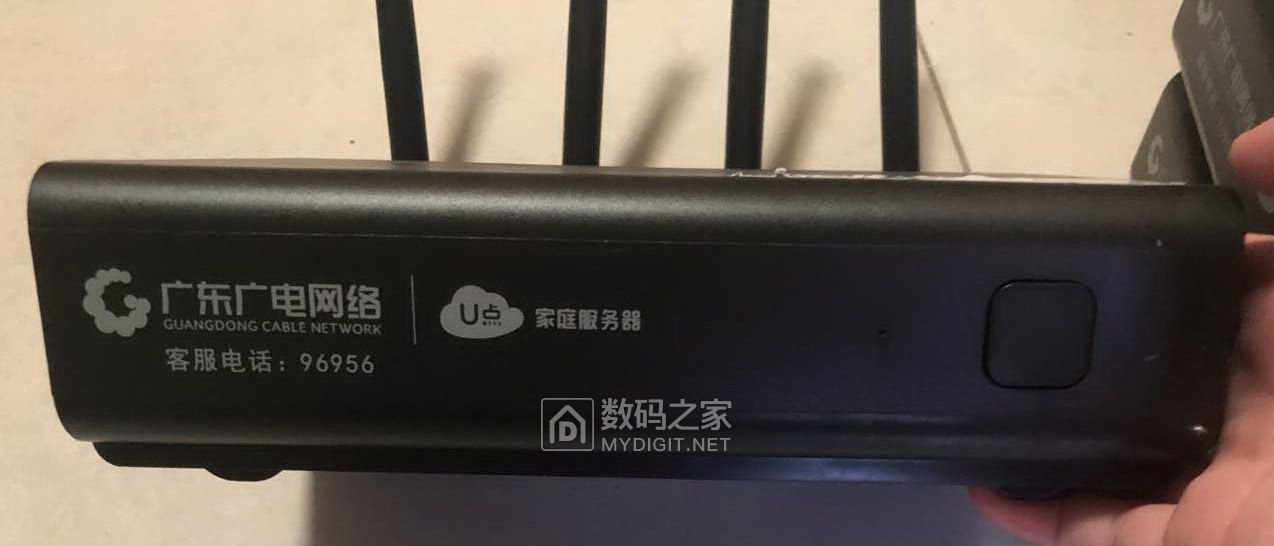 广东广电网络
GUANGDONG CABLE NETWORK
客服电话：96956
U点
家庭服务器
数码之家
MYDIGIT.NET